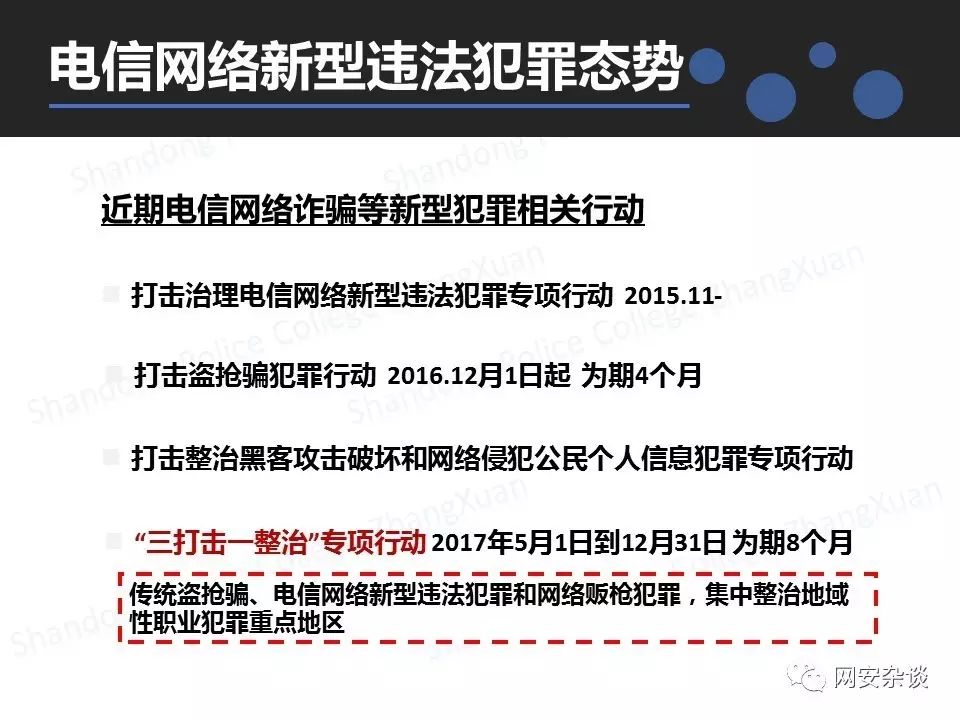 电信网络新型违法犯罪态势
近期电信网络诈骗等新型犯罪相关行动
打击治理电信网络新型违法犯罪专项行动 2015.11-
打击盗抢骗犯罪行动 2016.12月1日起 为期4个月
打击整治黑客攻击破坏和网络侵犯公民个人信息犯罪专项行动
“三打击一整治”专项行动 2017年5月1日到12月31日 为期8个月
传统盗抢骗、电信网络新型违法犯罪和网络贩枪犯罪，集中整治地域
性职业犯罪重点地区
Shandong Police College ZhangXuan
Shandong Police College ZhangXuan
网安杂谈